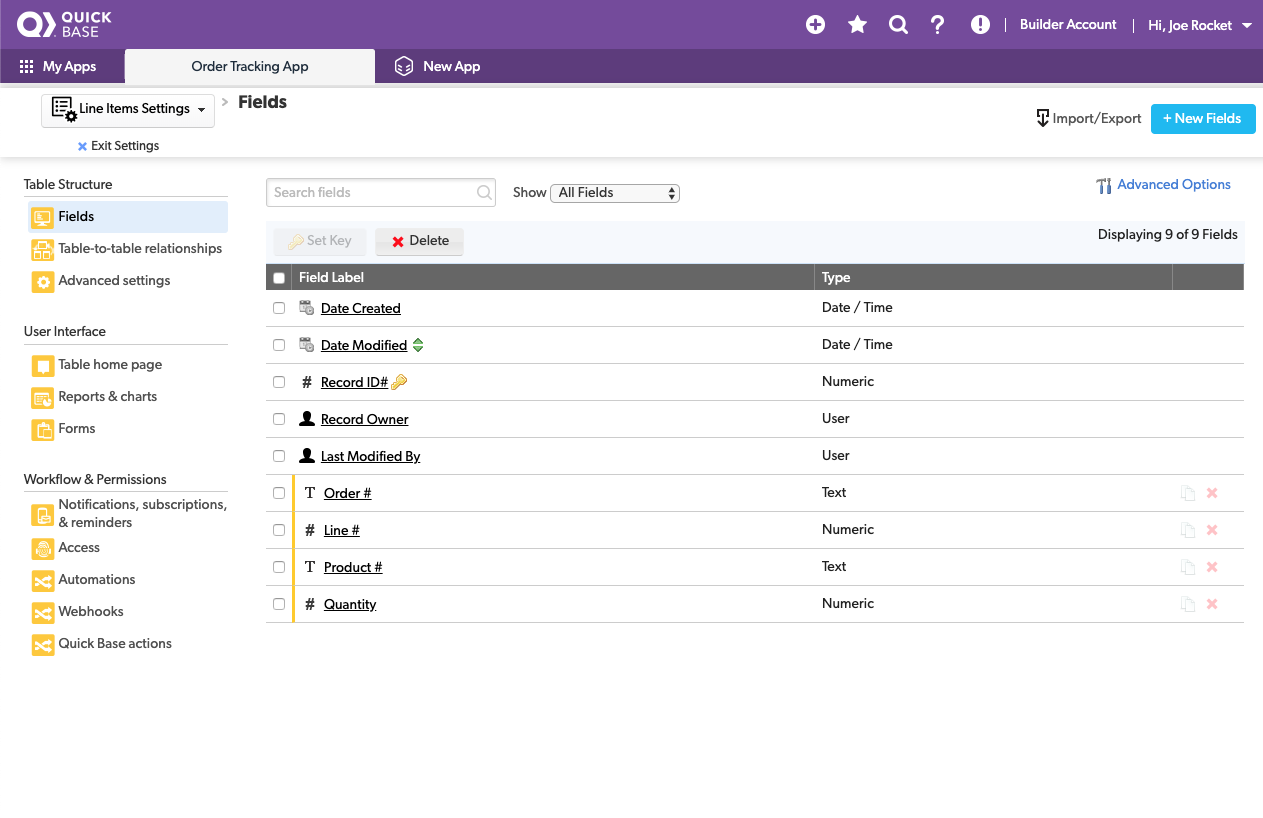 QUICK
BASE
Builder Account
Hi, Joe Rocket
My Apps
Order Tracking App
New App
Line Items Settings
> Fields
Exit Settings
Import/Export
+ New Fields
Table Structure
Fields
Table-to-table relationships
Advanced settings
User Interface
Table home page
Reports & charts
Forms
Workflow & Permissions
Notifications, subscriptions,
& reminders
Access
Automations
Webhooks
Quick Base actions
Search fields
Show All Fields
Advanced Options
Set Key
Delete
Displaying 9 of 9 Fields
Field Label Type
Date Created Date / Time
Date Modified Date / Time
# Record ID# Numeric
Record Owner User
Last Modified By User
T Order # Text
# Line # Numeric
T Product # Text
# Quantity Numeric